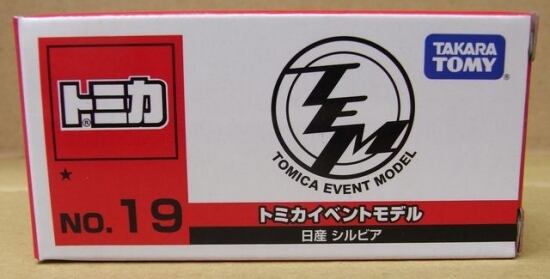 トミカ
®
★
NO. 19
TEM
TOMICA EVENT MODEL
TAKARA
TOMY®
トミカイベントモデル
日産 シルビア